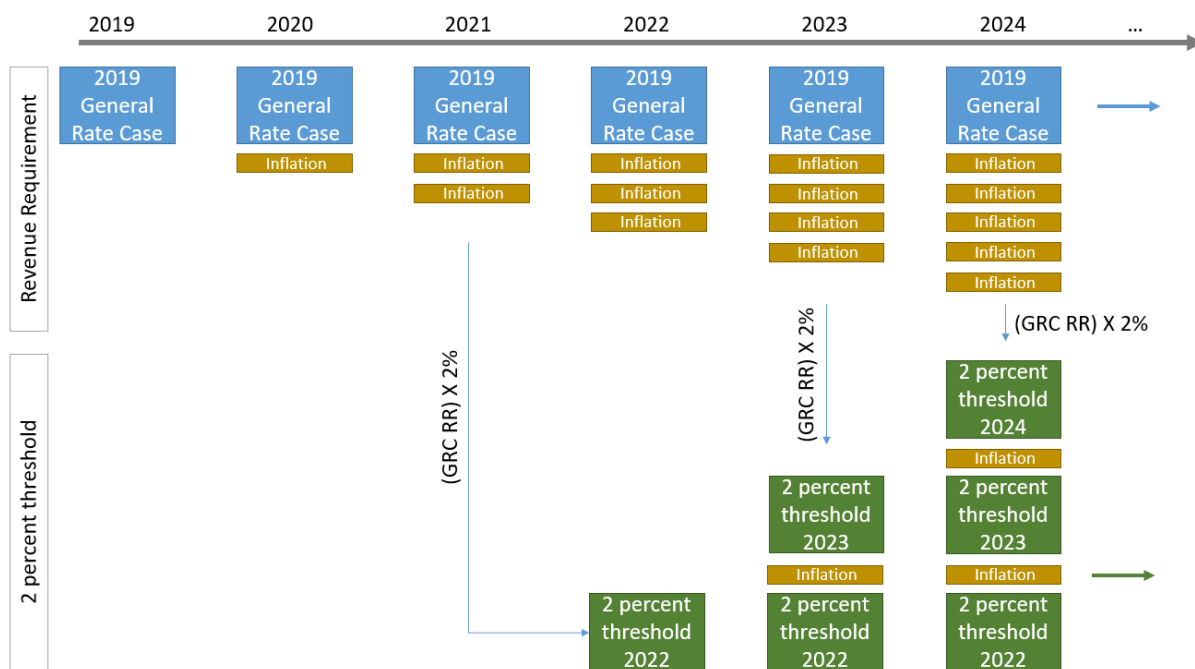 2019 2020 2021 2022 2023 2024 ...
Revenue Requirement
2019
General
Rate Case
2019
General
Rate Case
Inflation
2019
General
Rate Case
Inflation
Inflation
2019
General
Rate Case
Inflation
Inflation
Inflation
2019
General
Rate Case
Inflation
Inflation
Inflation
Inflation
2019
General
Rate Case
Inflation
Inflation
Inflation
Inflation
Inflation
(GRC RR) X 2%
(GRC RR) X 2%
(GRC RR) X 2%
2 percent threshold
2 percent
threshold
2022
2 percent
threshold
2023
Inflation
2 percent
threshold
2022
2 percent
threshold
2024
Inflation
2 percent
threshold
2023
Inflation
2 percent
threshold
2022